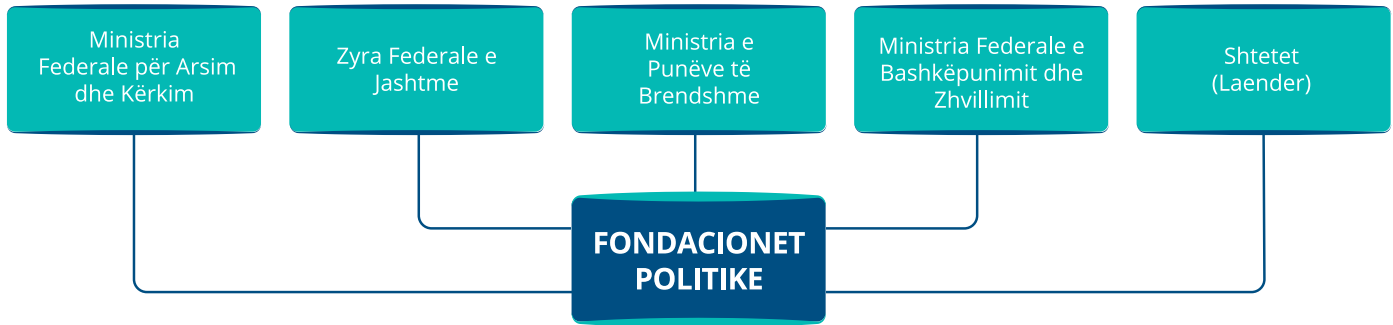 Ministria
Federale për Arsim
dhe Kërkim
Zyra Federale e
Jashtme
Ministria e
Punëve të
Brendshme
Ministria Federale e
Bashkëpunimit dhe
Zhvillimit
Shtetet
(Laender)
FONDACIONET
POLITIKE